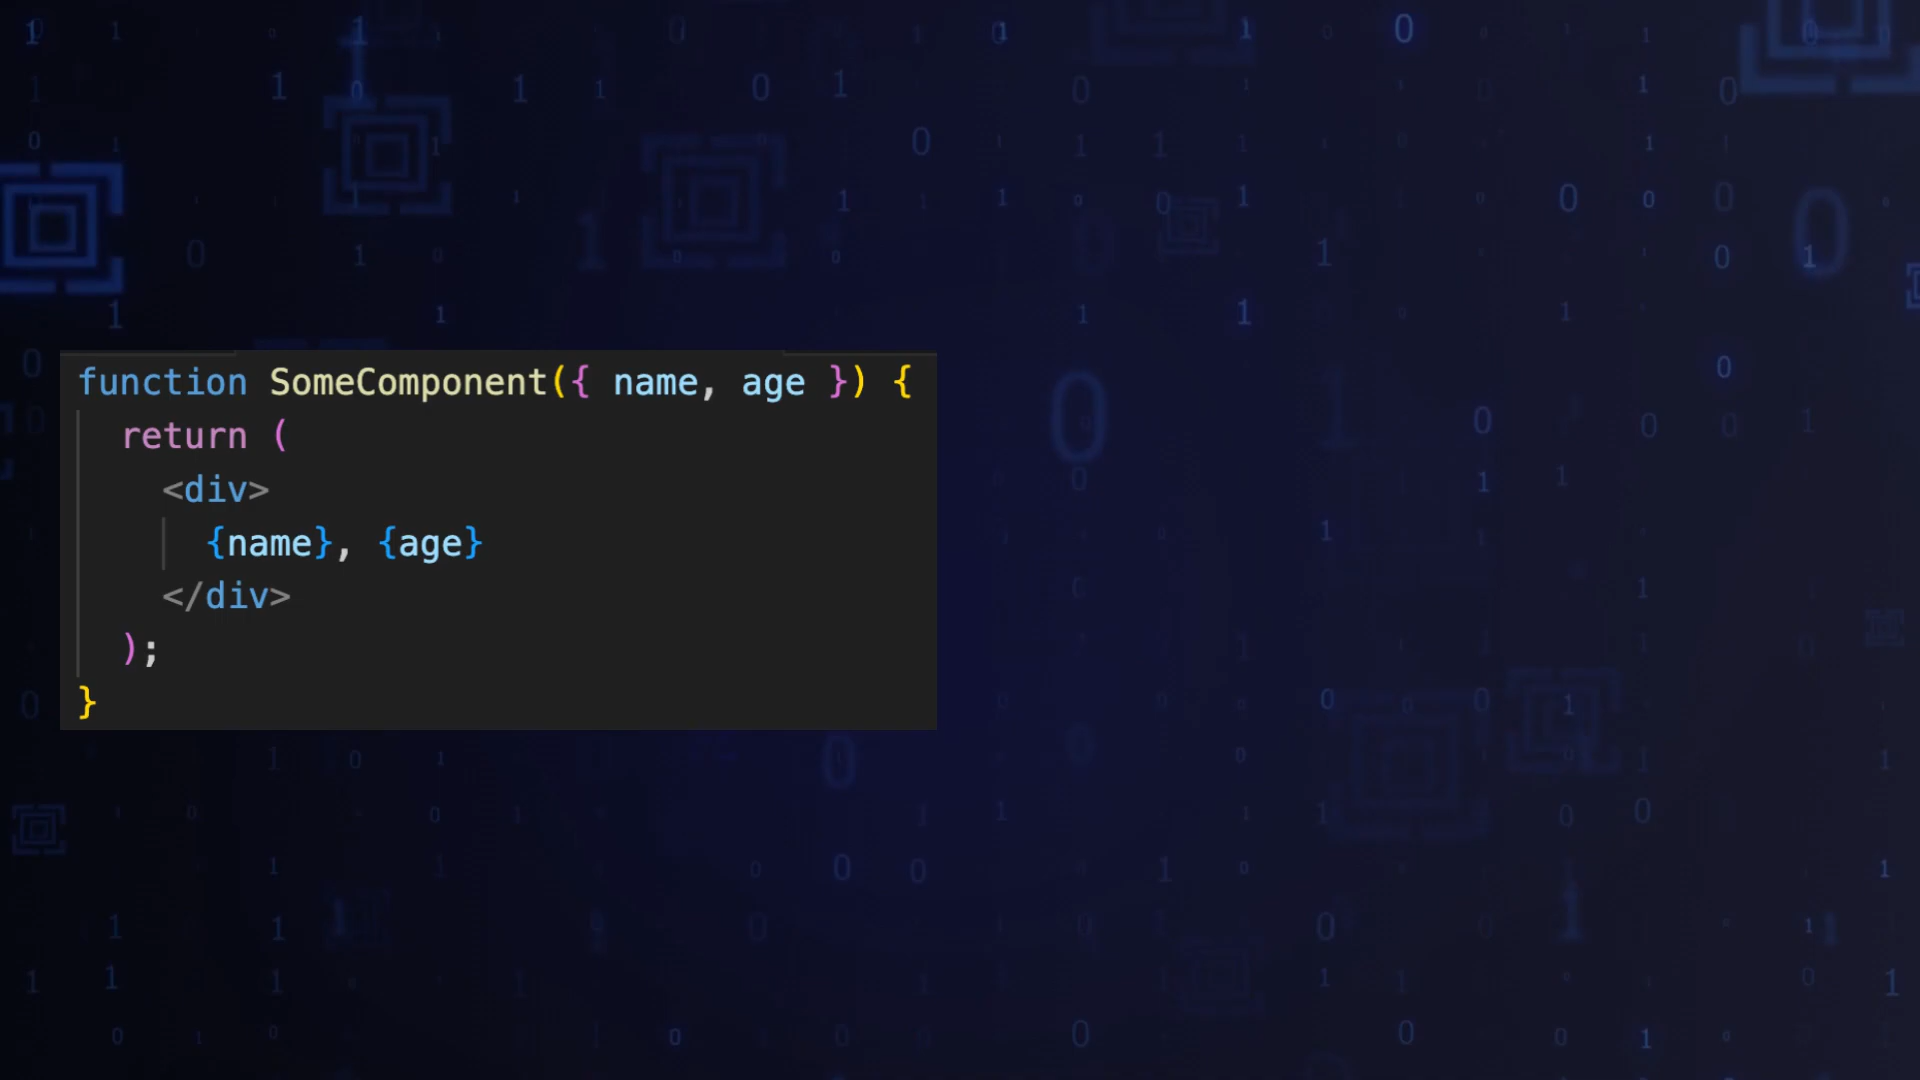 function SomeComponent({ name, age }) {
return (
<div>
{name}, {age}
</div>
);
}